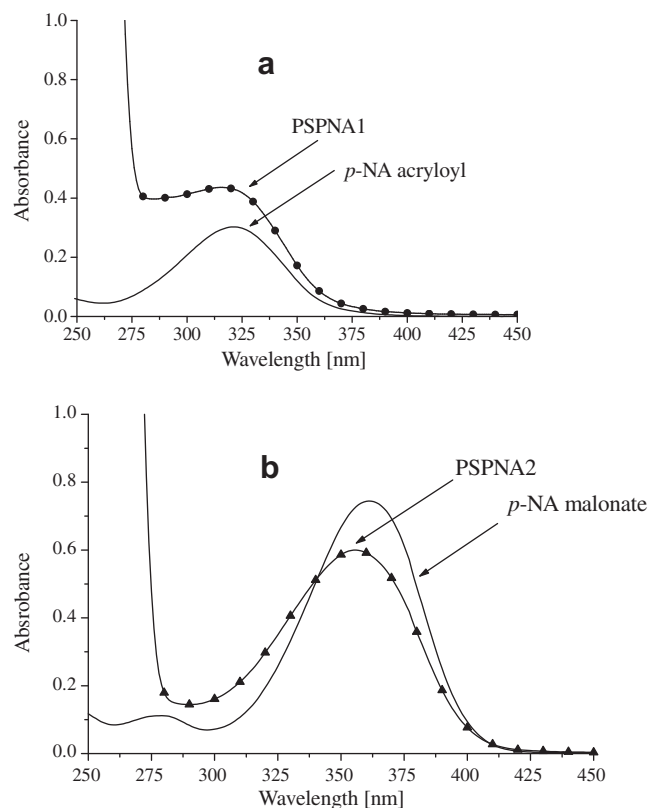 a
1.0
0.8
0.6
0.4
0.2
0.0
Absorbance
PSPNA1
p-NA acryloyl
250 275 300 325 350 375 400 425 450
Wavelength [nm]
b
1.0
0.8
0.6
0.4
0.2
0.0
Absrobance
PSPNA2
p-NA malonate
250 275 300 325 350 375 400 425 450
Wavelength [nm]